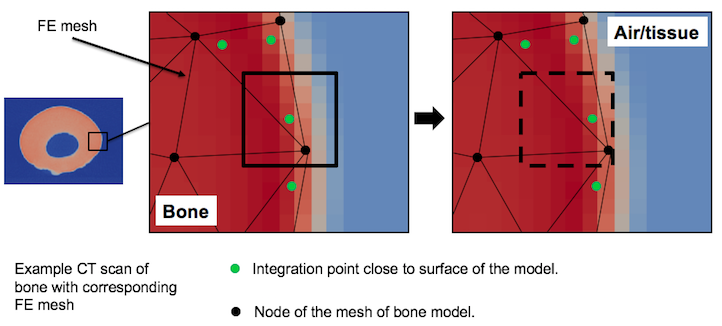 FE mesh
Air/tissue
Bone
Example CT scan of
bone with corresponding
FE mesh
Integration point close to surface of the model.
Node of the mesh of bone model.